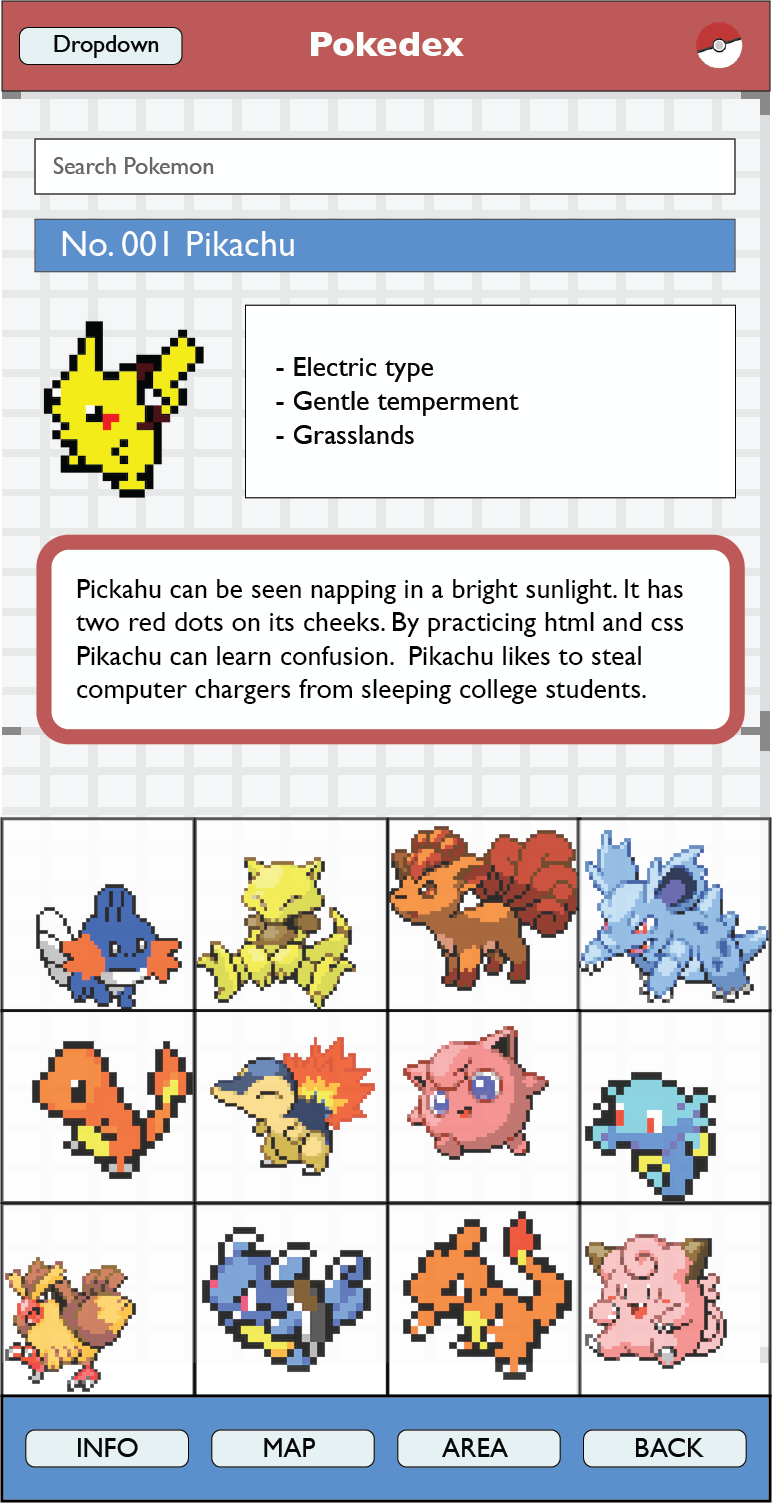 Dropdown
Pokedex
Search Pokemon
No. 001 Pikachu
- Electric type
- Gentle temperment
- Grasslands
Pickahu can be seen napping in a bright sunlight. It has
two red dots on its cheeks. By practicing html and css
Pikachu can learn confusion.  Pikachu likes to steal
computer chargers from sleeping college students.
INFO
MAP
AREA
BACK